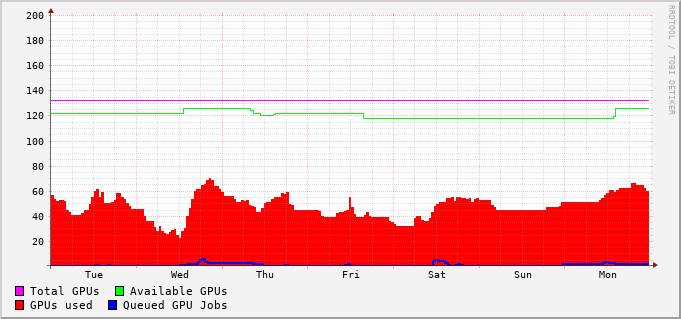 200
180
160
140
120
100
80
60
40
20
Tue Wed Thu Fri Sat Sun Mon
Total GPUs Available GPUs
GPUs used Queued GPU Jobs
RRDTOOL / TOBI OETIKER